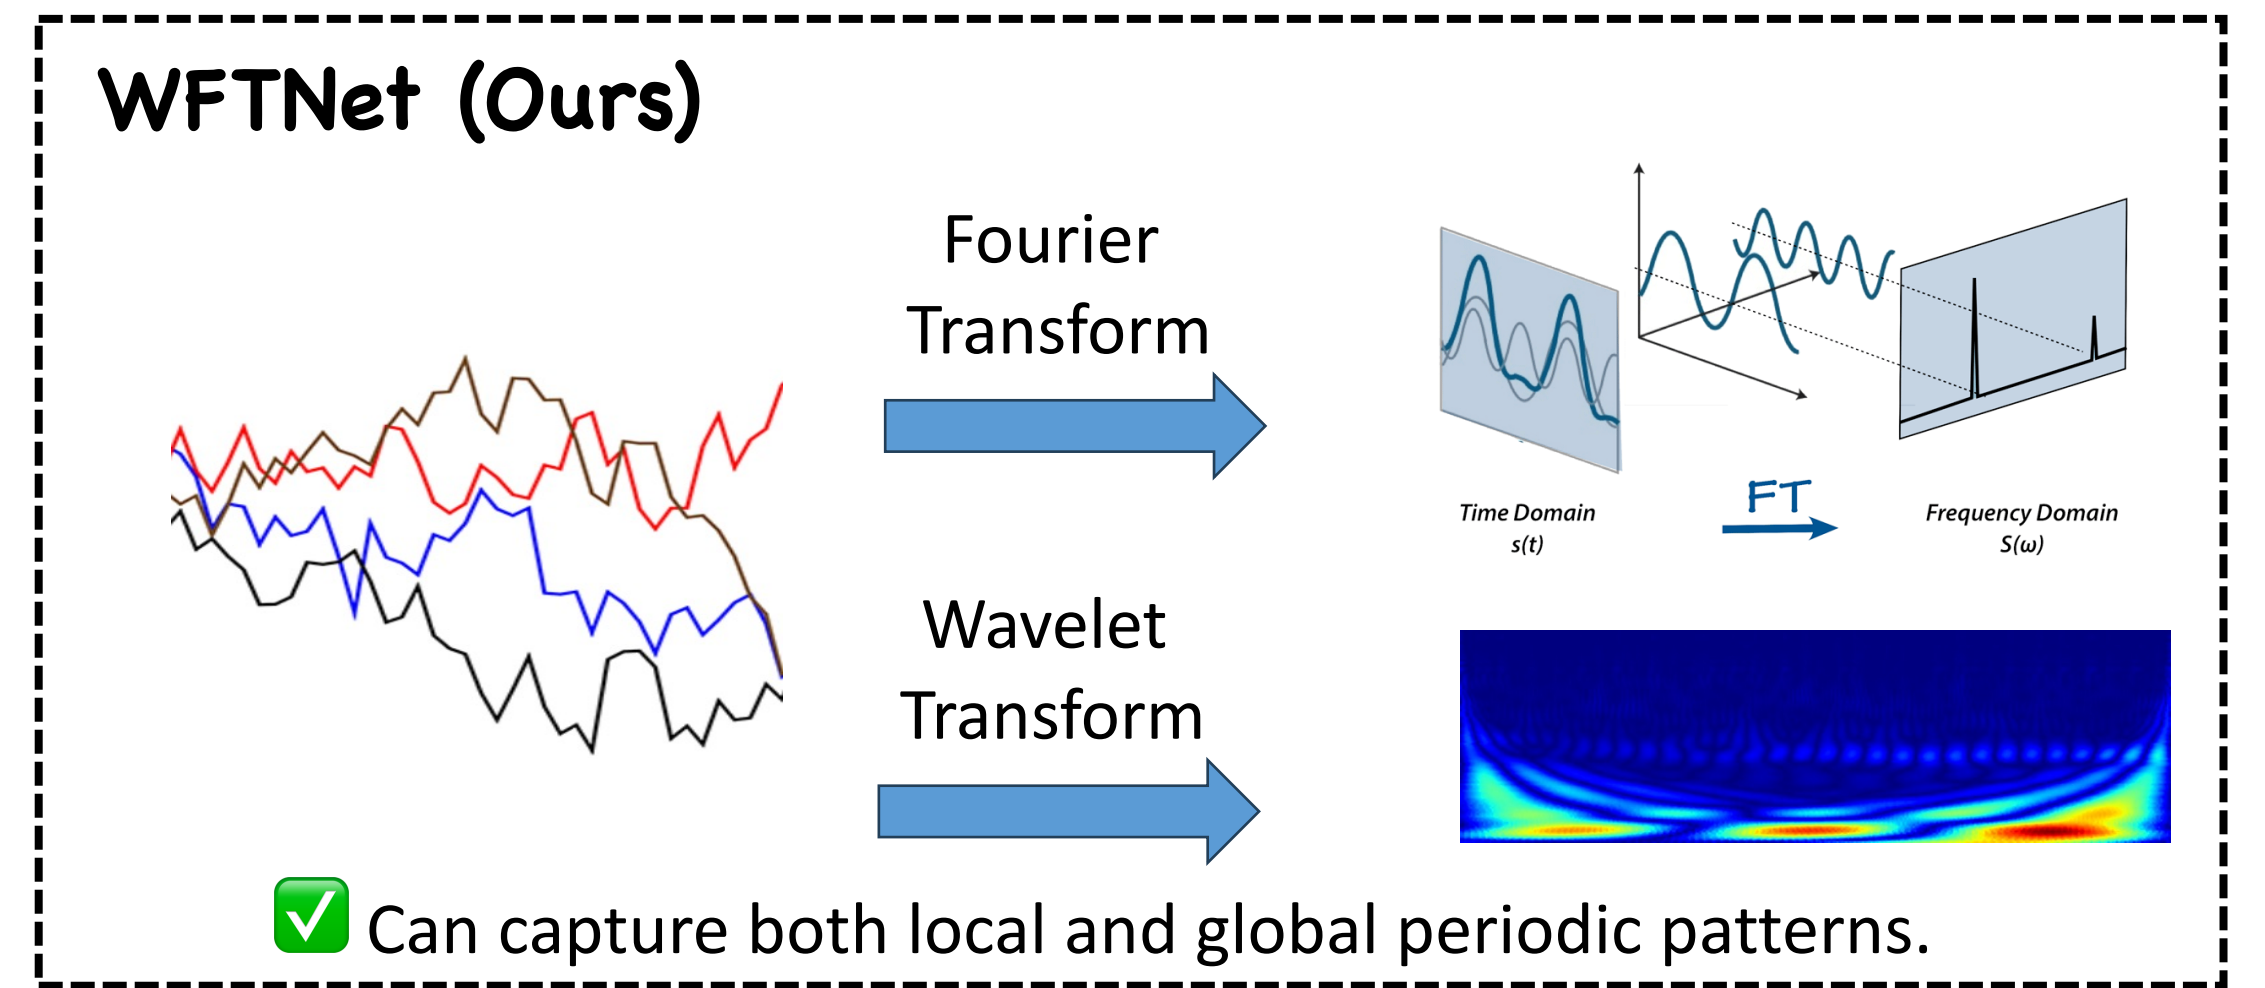 WFTNet (Ours)
Fourier
Transform
Time Domain
s(t)
FT
Frequency Domain
S(ω)
Wavelet
Transform
✅ Can capture both local and global periodic patterns.